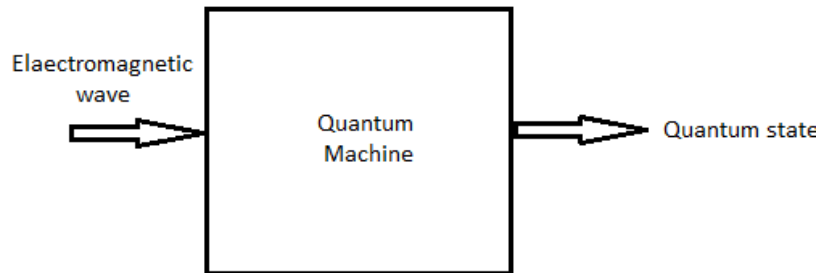 Elaectromagnetic
wave
Quantum
Machine
Quantum state